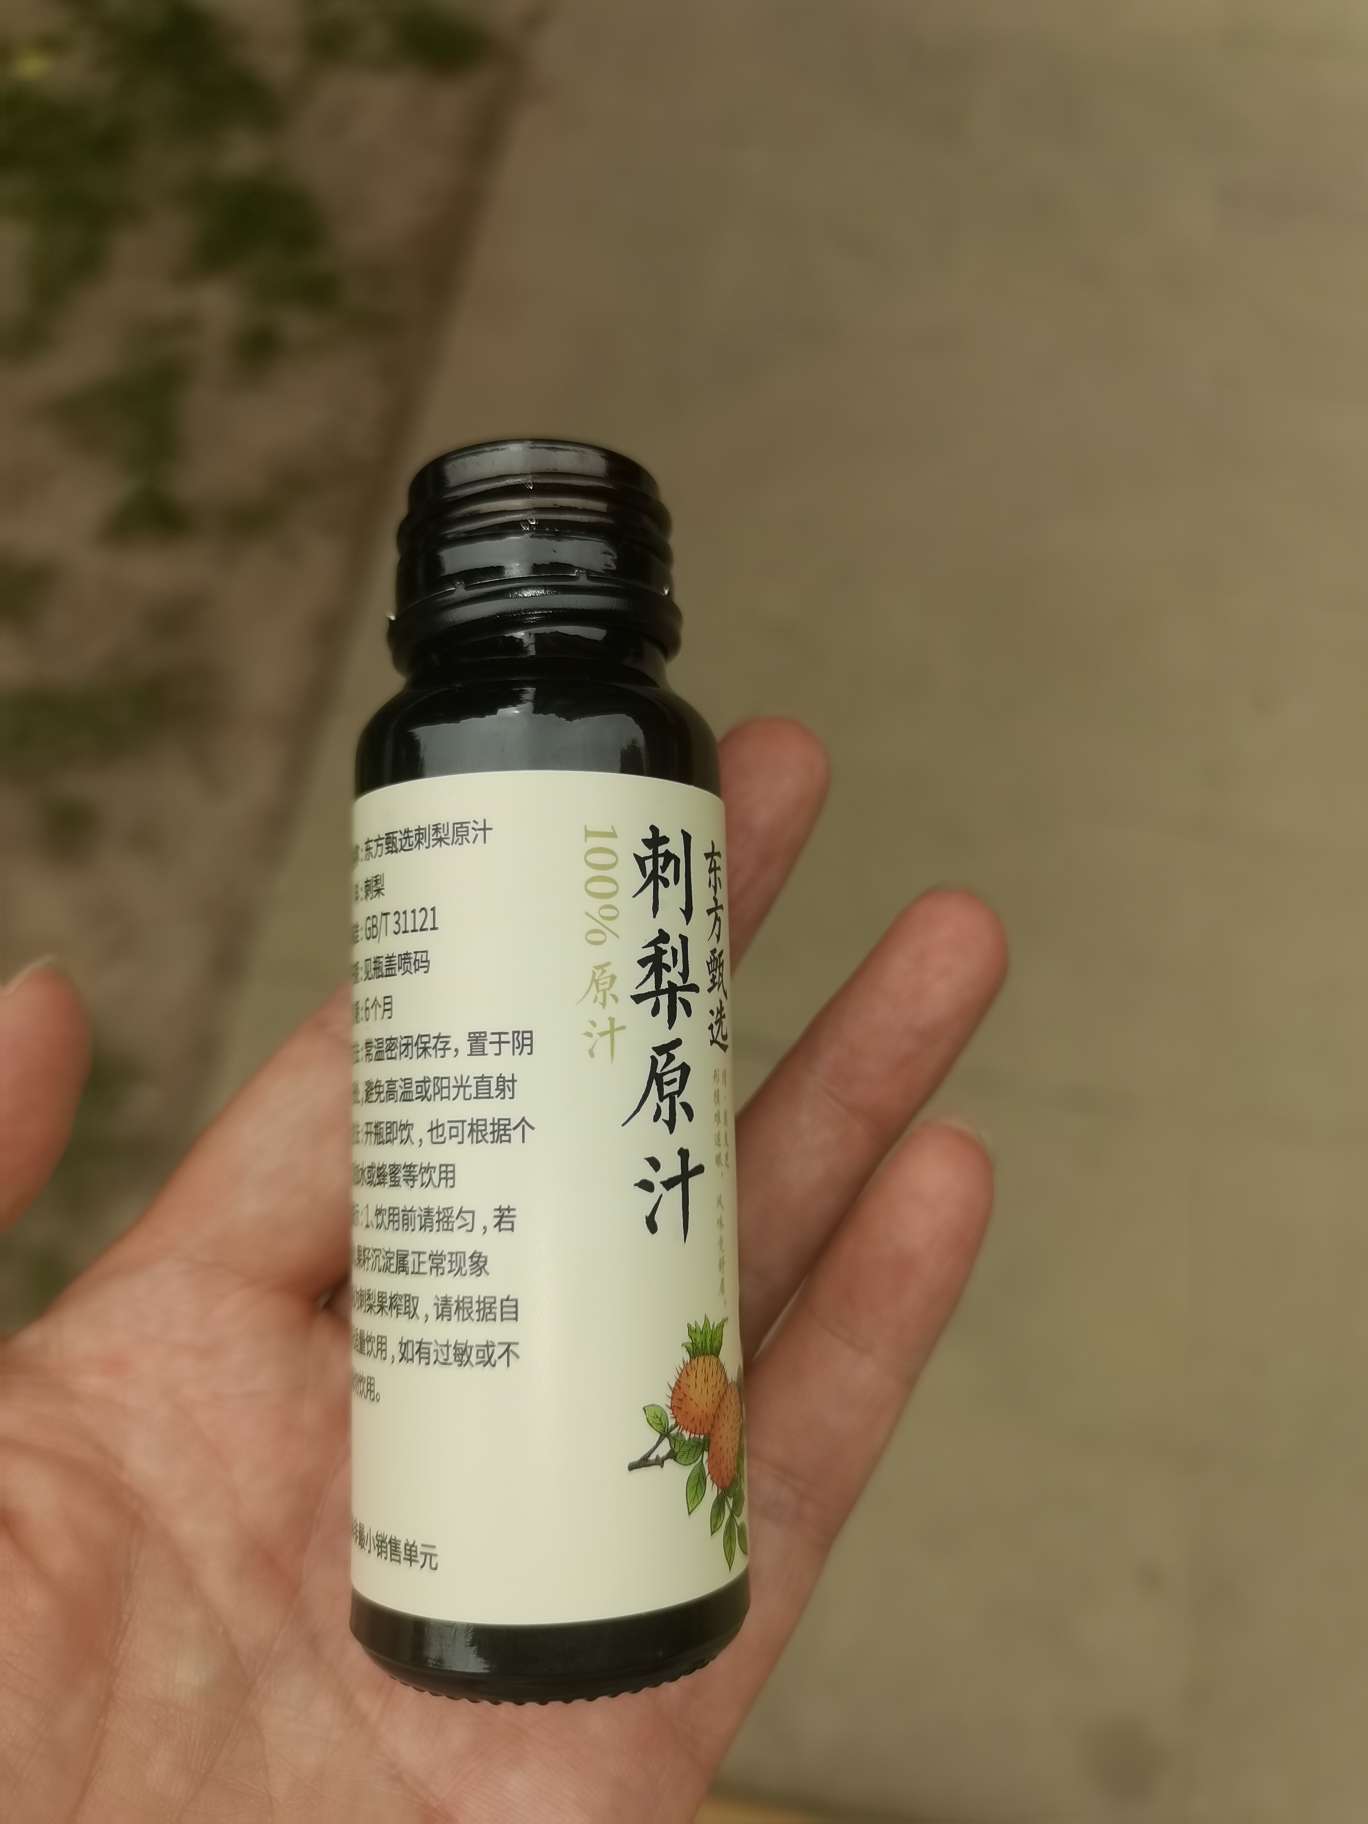 : 东方甄选刺梨原汁
: 刺梨
: GB/T 31121
: 见瓶盖喷码
: 6个月
: 常温密闭保存，置于阴
, 避免高温或阳光直射
: 开瓶即饮，也可根据个
水或蜂蜜等饮用
: 1、饮用前请摇匀，若
果籽沉淀属正常现象
刺梨果榨取，请根据自
量饮用，如有过敏或不
饮用。
最小销售单元
100% 原汁
刺梨原汁
东方甄选